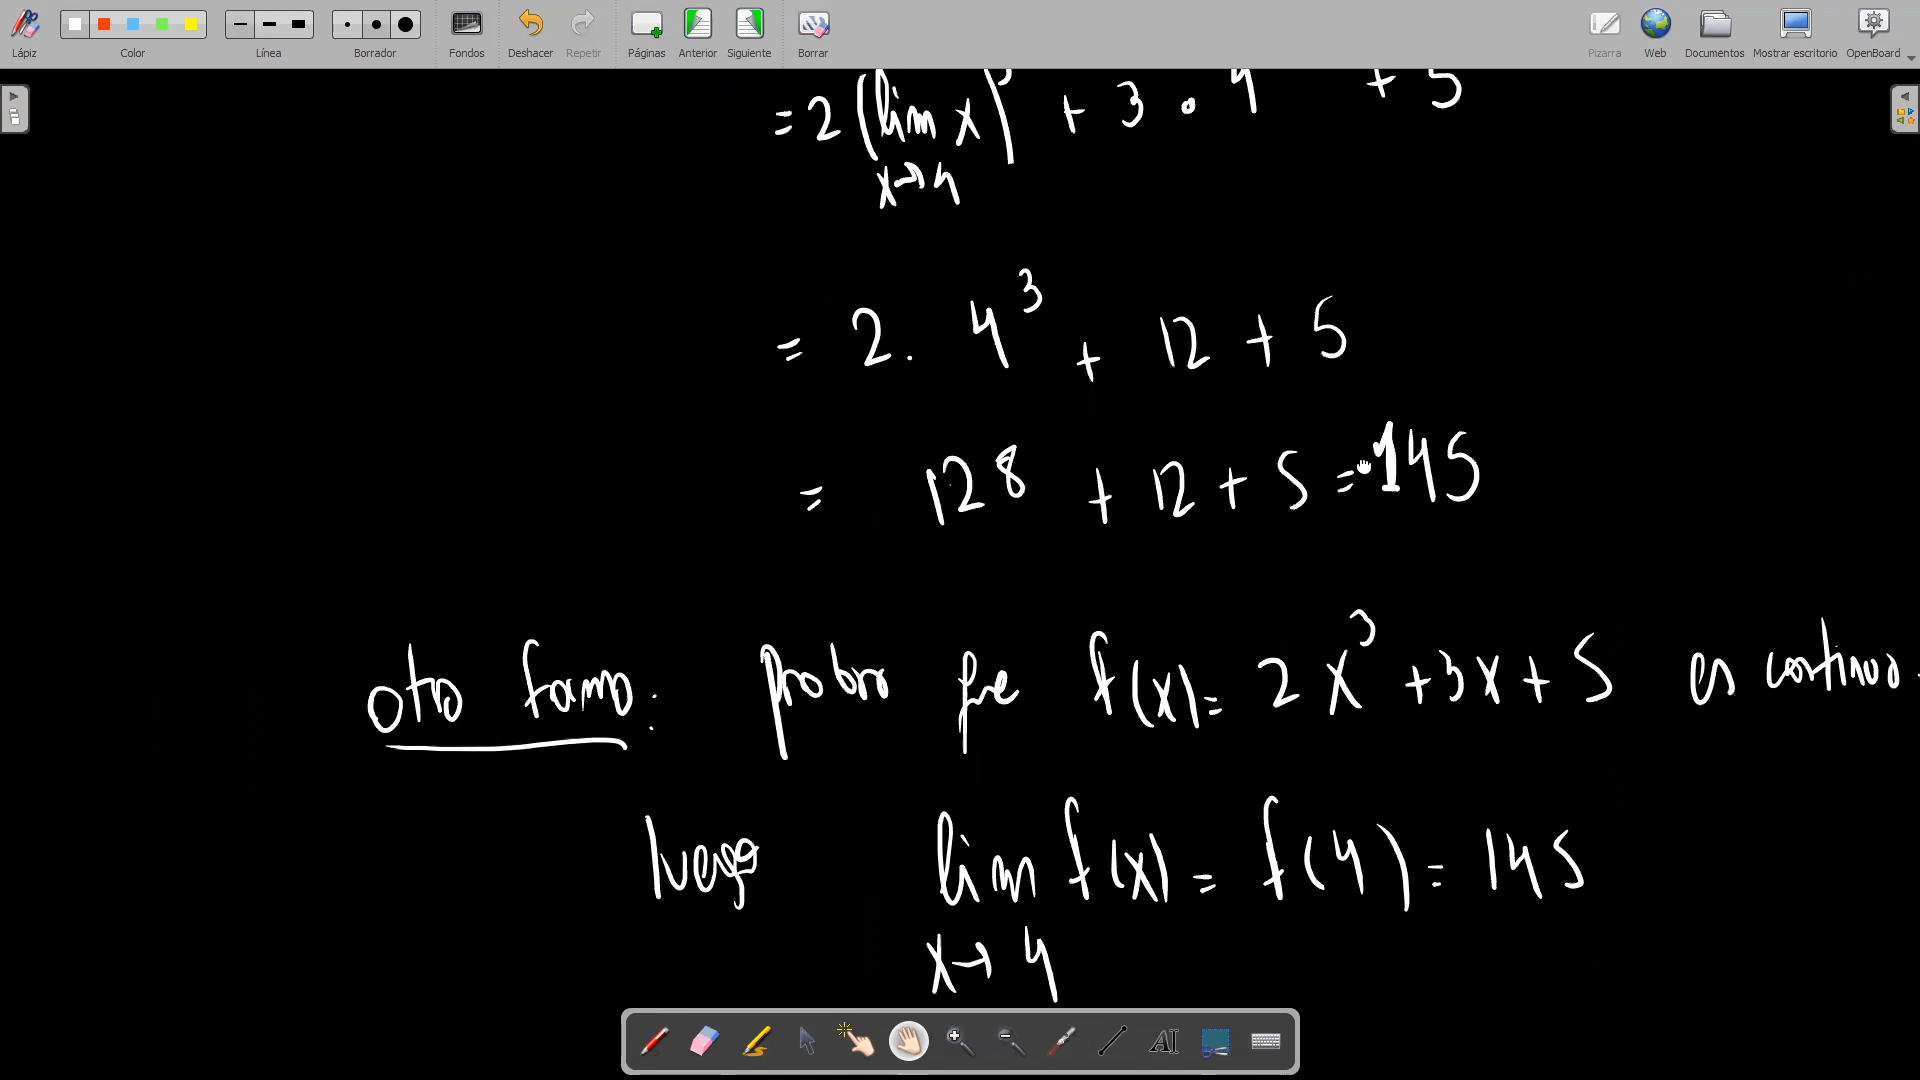 Lápiz Color Línea Borrador Fondos Deshacer Repetir Páginas Anterior Siguiente Borrar Pizarra Web Documentos Mostrar escritorio OpenBoard
= 2 (lim x)³ + 3 · 4 + 5
x→4
= 2 . 4³ + 12 + 5
= 128 + 12 + 5 = 145
otra forma: probar que f(x) = 2x³ + 3x + 5 es continua.
luego lim f(x) = f(4) = 145
x→4
AI